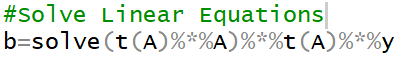 #Solve Linear Equations
b=solve(t(A)%*%A)%*%t(A)%*%y